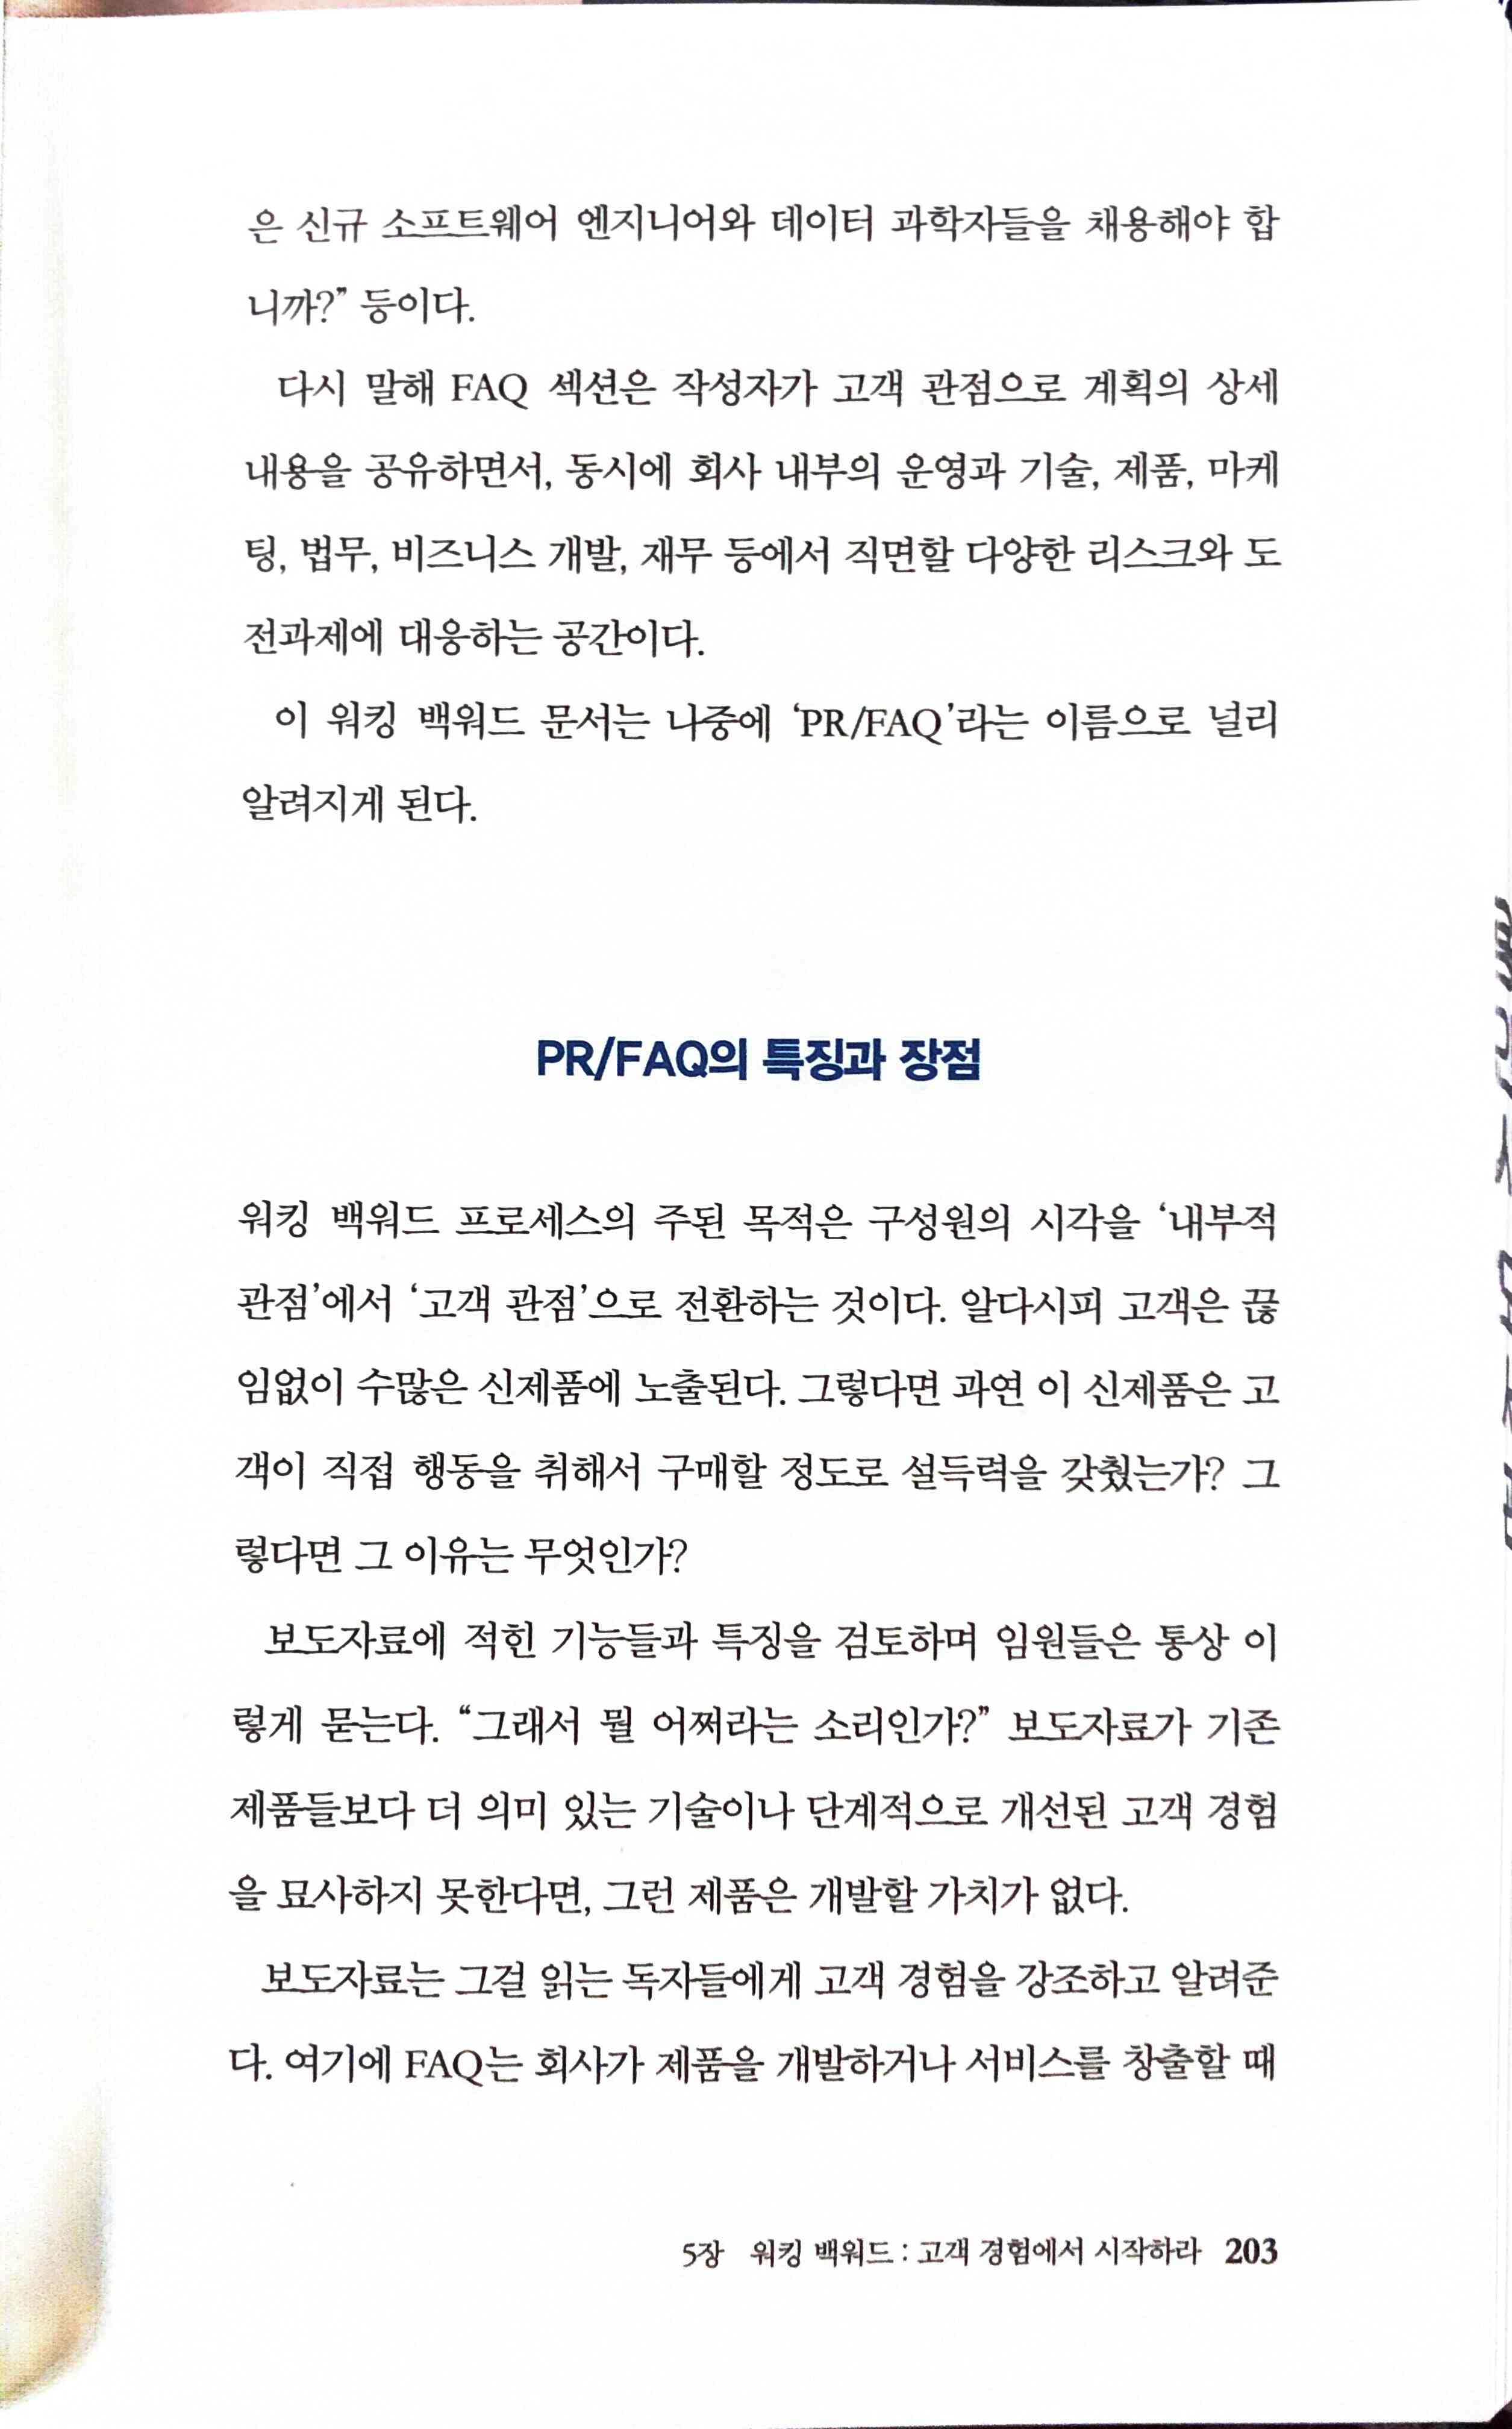 은 신규 소프트웨어 엔지니어와 데이터 과학자들을 채용해야 합
니까?” 등이다.
다시 말해 FAQ 섹션은 작성자가 고객 관점으로 계획의 상세
내용을 공유하면서, 동시에 회사 내부의 운영과 기술, 제품, 마케
팅, 법무, 비즈니스 개발, 재무 등에서 직면할 다양한 리스크와 도
전과제에 대응하는 공간이다.
이 워킹 백워드 문서는 나중에 ‘PR/FAQ’라는 이름으로 널리
알려지게 된다.
PR/FAQ의 특징과 장점
워킹 백워드 프로세스의 주된 목적은 구성원의 시각을 ‘내부적
관점’에서 ‘고객 관점’으로 전환하는 것이다. 알다시피 고객은 끊
임없이 수많은 신제품에 노출된다. 그렇다면 과연 이 신제품은 고
객이 직접 행동을 취해서 구매할 정도로 설득력을 갖췄는가? 그
렇다면 그 이유는 무엇인가?
보도자료에 적힌 기능들과 특징을 검토하며 임원들은 통상 이
렇게 묻는다. “그래서 뭘 어쩌라는 소리인가?” 보도자료가 기존
제품들보다 더 의미 있는 기술이나 단계적으로 개선된 고객 경험
을 묘사하지 못한다면, 그런 제품은 개발할 가치가 없다.
보도자료는 그걸 읽는 독자들에게 고객 경험을 강조하고 알려준
다. 여기에 FAQ는 회사가 제품을 개발하거나 서비스를 창출할 때
5장 워킹 백워드 : 고객 경험에서 시작하라 203